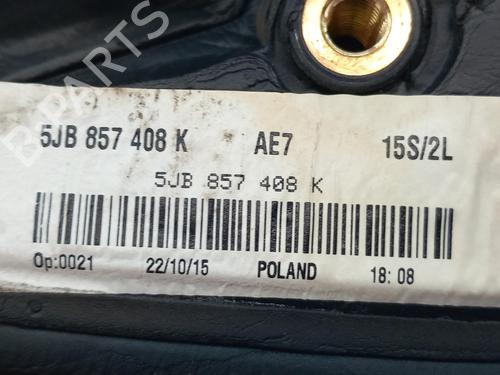 B-PARTS
5JB 857 408 K AE7 15S/2L
5JB 857 408 K
Op:0021 22/10/15 POLAND 18:08